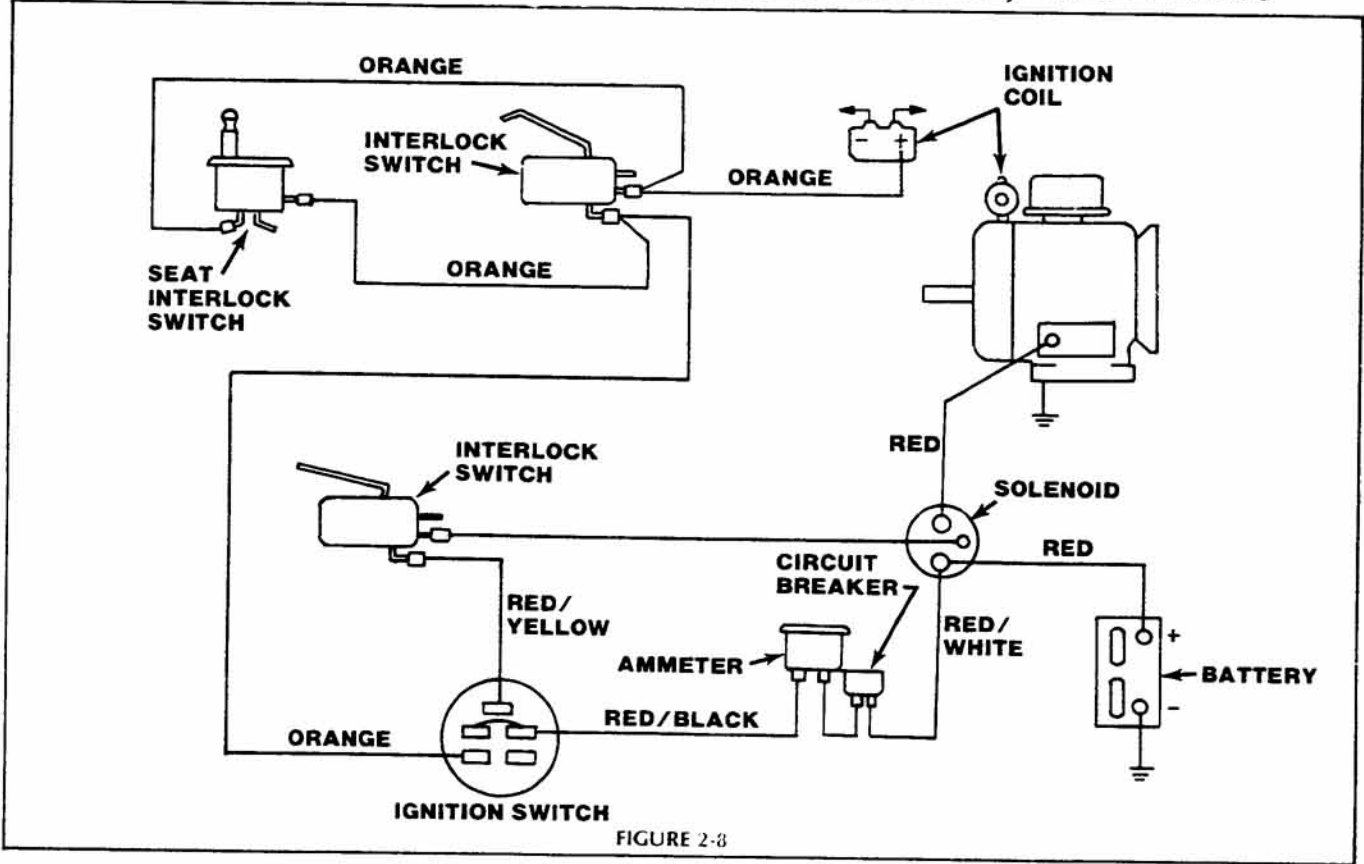 ORANGE
IGNITION
COIL
INTERLOCK
SWITCH
- +
ORANGE
ORANGE
SEAT
INTERLOCK
SWITCH
RED
INTERLOCK
SWITCH
SOLENOID
RED
CIRCUIT
BREAKER
RED/
YELLOW
RED/
WHITE
+
AMMETER
BATTERY
-
RED/BLACK
ORANGE
IGNITION SWITCH
FIGURE 2-8